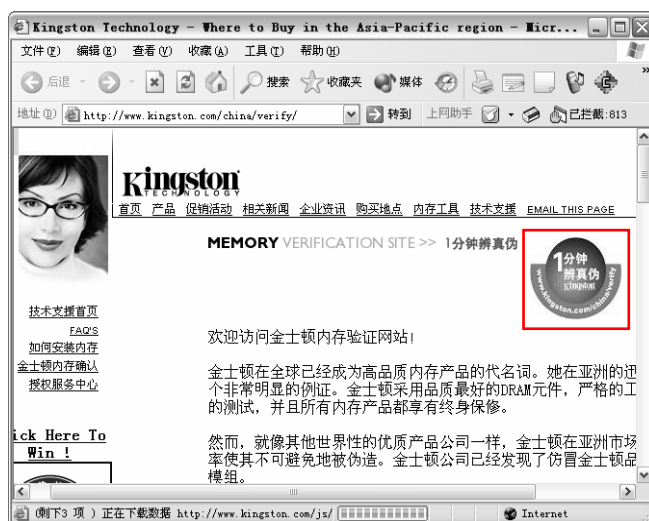 Kingston Technology - Where to Buy in the Asia-Pacific region - Micr...
文件(F) 编辑(E) 查看(V) 收藏(A) 工具(T) 帮助(H)
后退 搜索 收藏夹 媒体 »
地址(D) http://www.kingston.com/china/verify/ 转到 上网助手 已拦截:813
Kingston
TECHNOLOGY
首页 产品 促销活动 相关新闻 企业资讯 购买地点 内存工具 技术支援 EMAIL THIS PAGE
MEMORY VERIFICATION SITE >> 1分钟辨真伪
1分钟
辨真伪
Kingston
www.kingston.com/china/verify
技术支援首页
FAQ'S
如何安装内存
金士顿内存确认
授权服务中心
欢迎访问金士顿内存验证网站!
金士顿在全球已经成为高品质内存产品的代名词。她在亚洲的迅
个非常明显的例证。金士顿采用品质最好的DRAM元件,严格的工
的测试,并且所有内存产品都享有终身保修。
ick Here To
Win !
然而,就像其他世界性的优质产品公司一样,金士顿在亚洲市场
率使其不可避免地被伪造。金士顿公司已经发现了仿冒金士顿品
模组。
(剩下3 项 ) 正在下载数据 http://www.kingston.com/js/ Internet